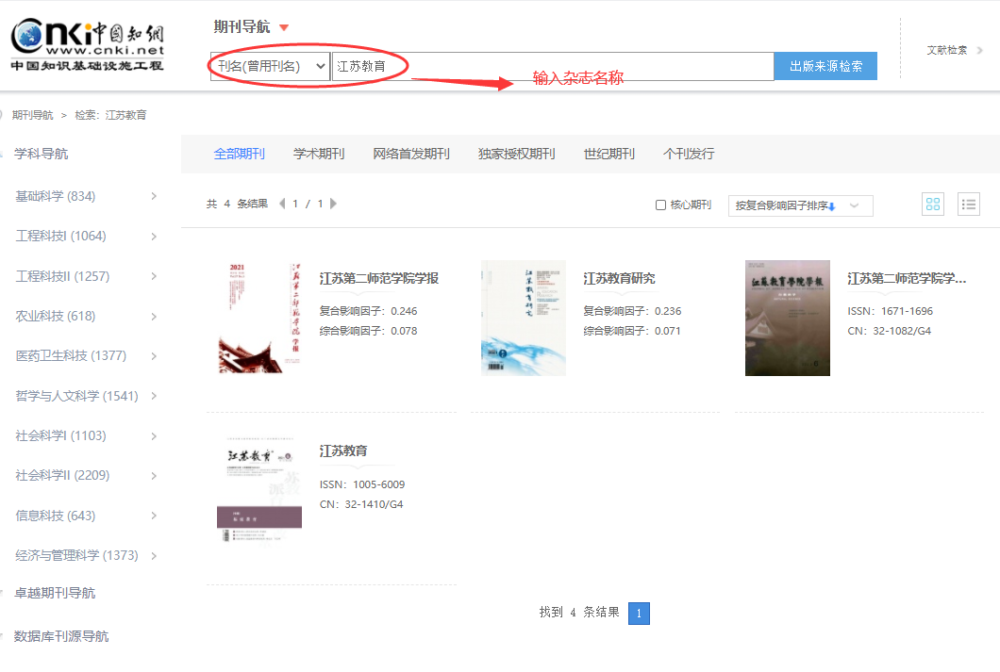 cnki中国知網
www.cnki.net
中国知识基础设施工程
期刊导航
刊名(曾用刊名) 江苏教育
出版来源检索
文献检索
输入杂志名称
期刊导航 > 检索：江苏教育
学科导航
基础科学 (834)
工程科技I (1064)
工程科技II (1257)
农业科技 (618)
医药卫生科技 (1377)
哲学与人文科学 (1541)
社会科学I (1103)
社会科学II (2209)
信息科技 (643)
经济与管理科学 (1373)
卓越期刊导航
数据库刊源导航
全部期刊 学术期刊 网络首发期刊 独家授权期刊 世纪期刊 个刊发行
共 4 条结果 1 / 1
核心期刊 按复合影响因子排序
2021
江苏第二师范学院学报
江苏第二师范学院学报
复合影响因子：0.246
综合影响因子：0.078
江苏教育研究
2021
江苏教育研究
复合影响因子：0.236
综合影响因子：0.071
江苏教育學院學報
江苏第二师范学院学...
ISSN：1671-1696
CN：32-1082/G4
江苏教育
江苏教育
ISSN：1005-6009
CN：32-1410/G4
找到 4 条结果 1